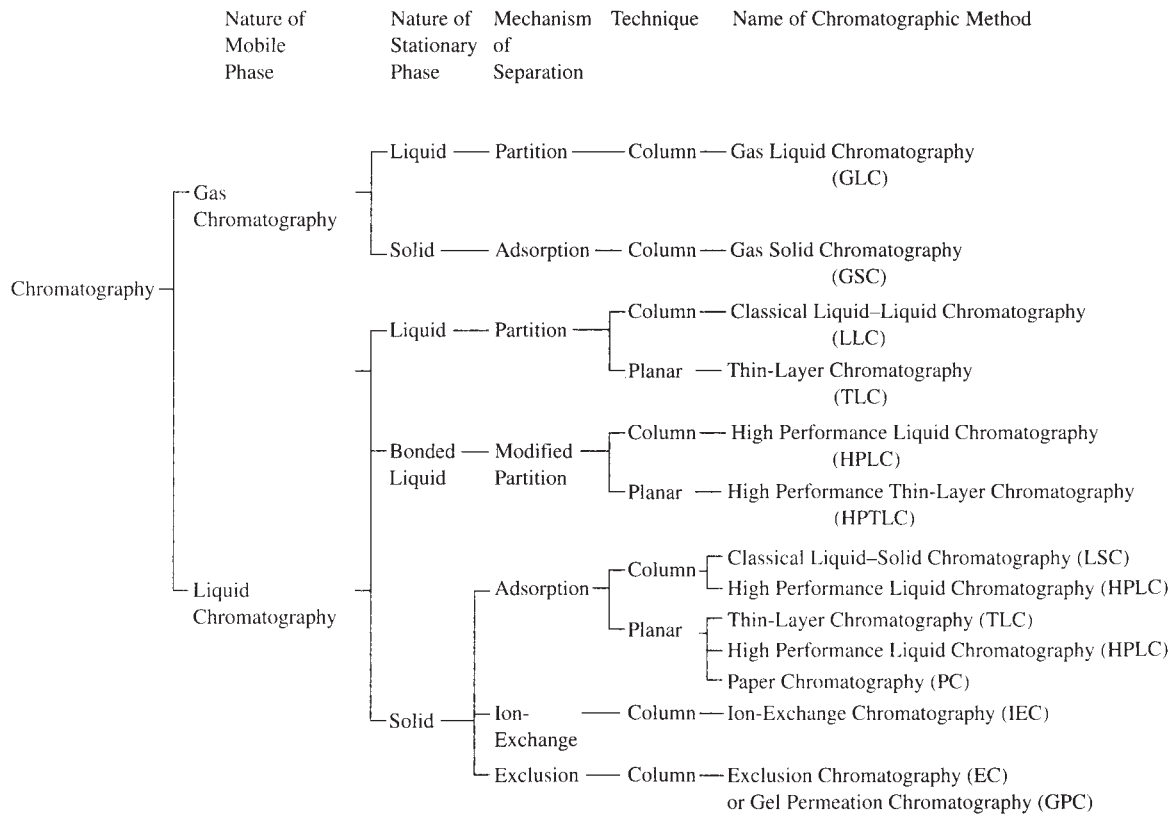 Nature of Mobile Phase
Nature of Stationary Phase
Mechanism of Separation
Technique
Name of Chromatographic Method
Chromatography
Gas
Chromatography
Liquid
Partition
Column
Gas Liquid Chromatography
(GLC)
Solid
Adsorption
Column
Gas Solid Chromatography
(GSC)
Liquid
Chromatography
Liquid
Partition
Column
Classical Liquid–Liquid Chromatography
(LLC)
Planar
Thin-Layer Chromatography
(TLC)
Bonded
Liquid
Modified
Partition
Column
High Performance Liquid Chromatography
(HPLC)
Planar
High Performance Thin-Layer Chromatography
(HPTLC)
Solid
Adsorption
Column
Classical Liquid–Solid Chromatography (LSC)
High Performance Liquid Chromatography (HPLC)
Planar
Thin-Layer Chromatography (TLC)
High Performance Liquid Chromatography (HPLC)
Paper Chromatography (PC)
Ion-
Exchange
Column
Ion-Exchange Chromatography (IEC)
Exclusion
Column
Exclusion Chromatography (EC)
or Gel Permeation Chromatography (GPC)